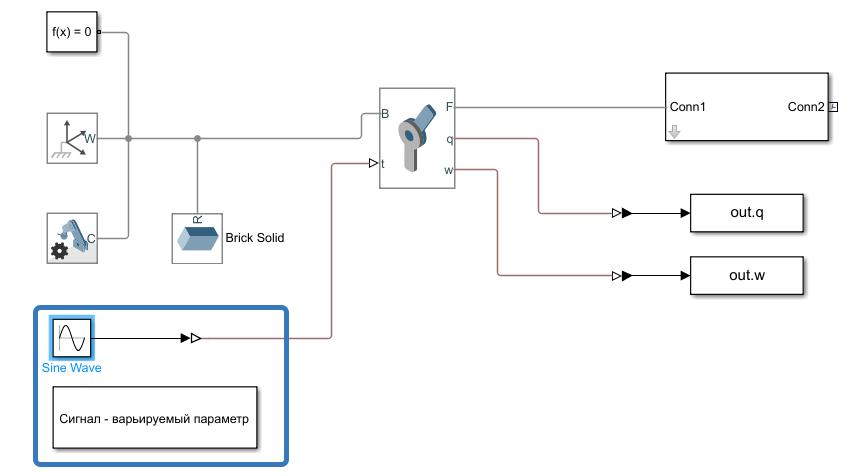 f(x) = 0
W
C
R
Brick Solid
B
t
F
q
w
Conn1
Conn2
out.q
out.w
Sine Wave
Сигнал - варьируемый параметр